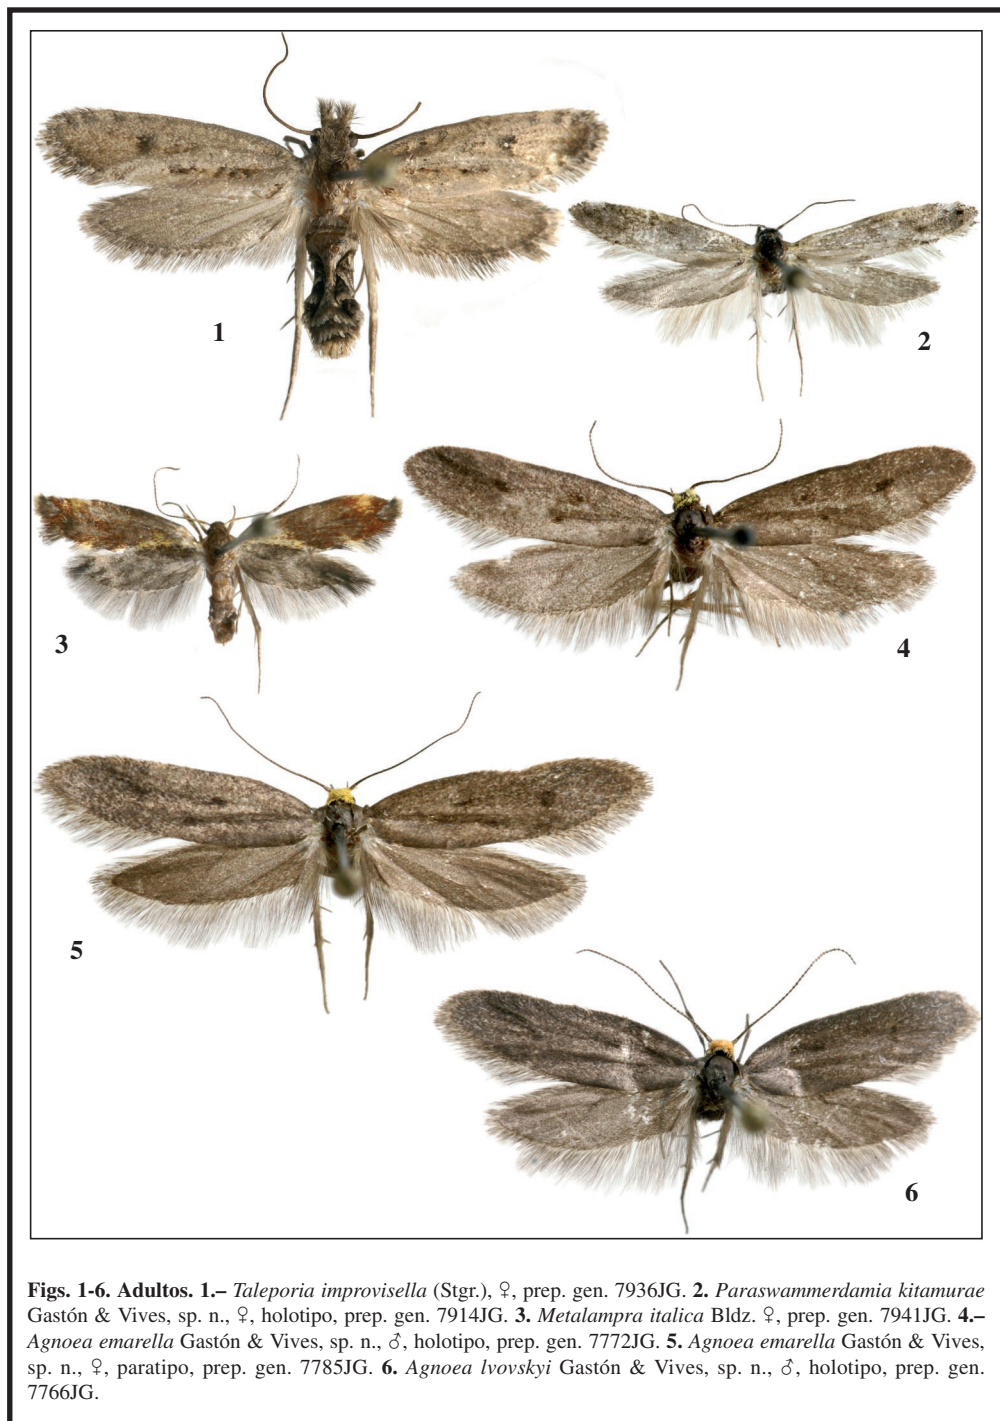 1
2
3
4
5
6
Figs. 1-6. Adultos. 1.– Taleporia improvisella (Stgr.), ♀, prep. gen. 7936JG. 2. Paraswammerdamia kitamurae
Gastón & Vives, sp. n., ♀, holotipo, prep. gen. 7914JG. 3. Metalampra italica Bldz. ♀, prep. gen. 7941JG. 4.–
Agnoea emarella Gastón & Vives, sp. n., ♂, holotipo, prep. gen. 7772JG. 5. Agnoea emarella Gastón & Vives,
sp. n., ♀, paratipo, prep. gen. 7785JG. 6. Agnoea lvovskyi Gastón & Vives, sp. n., ♂, holotipo, prep. gen.
7766JG.